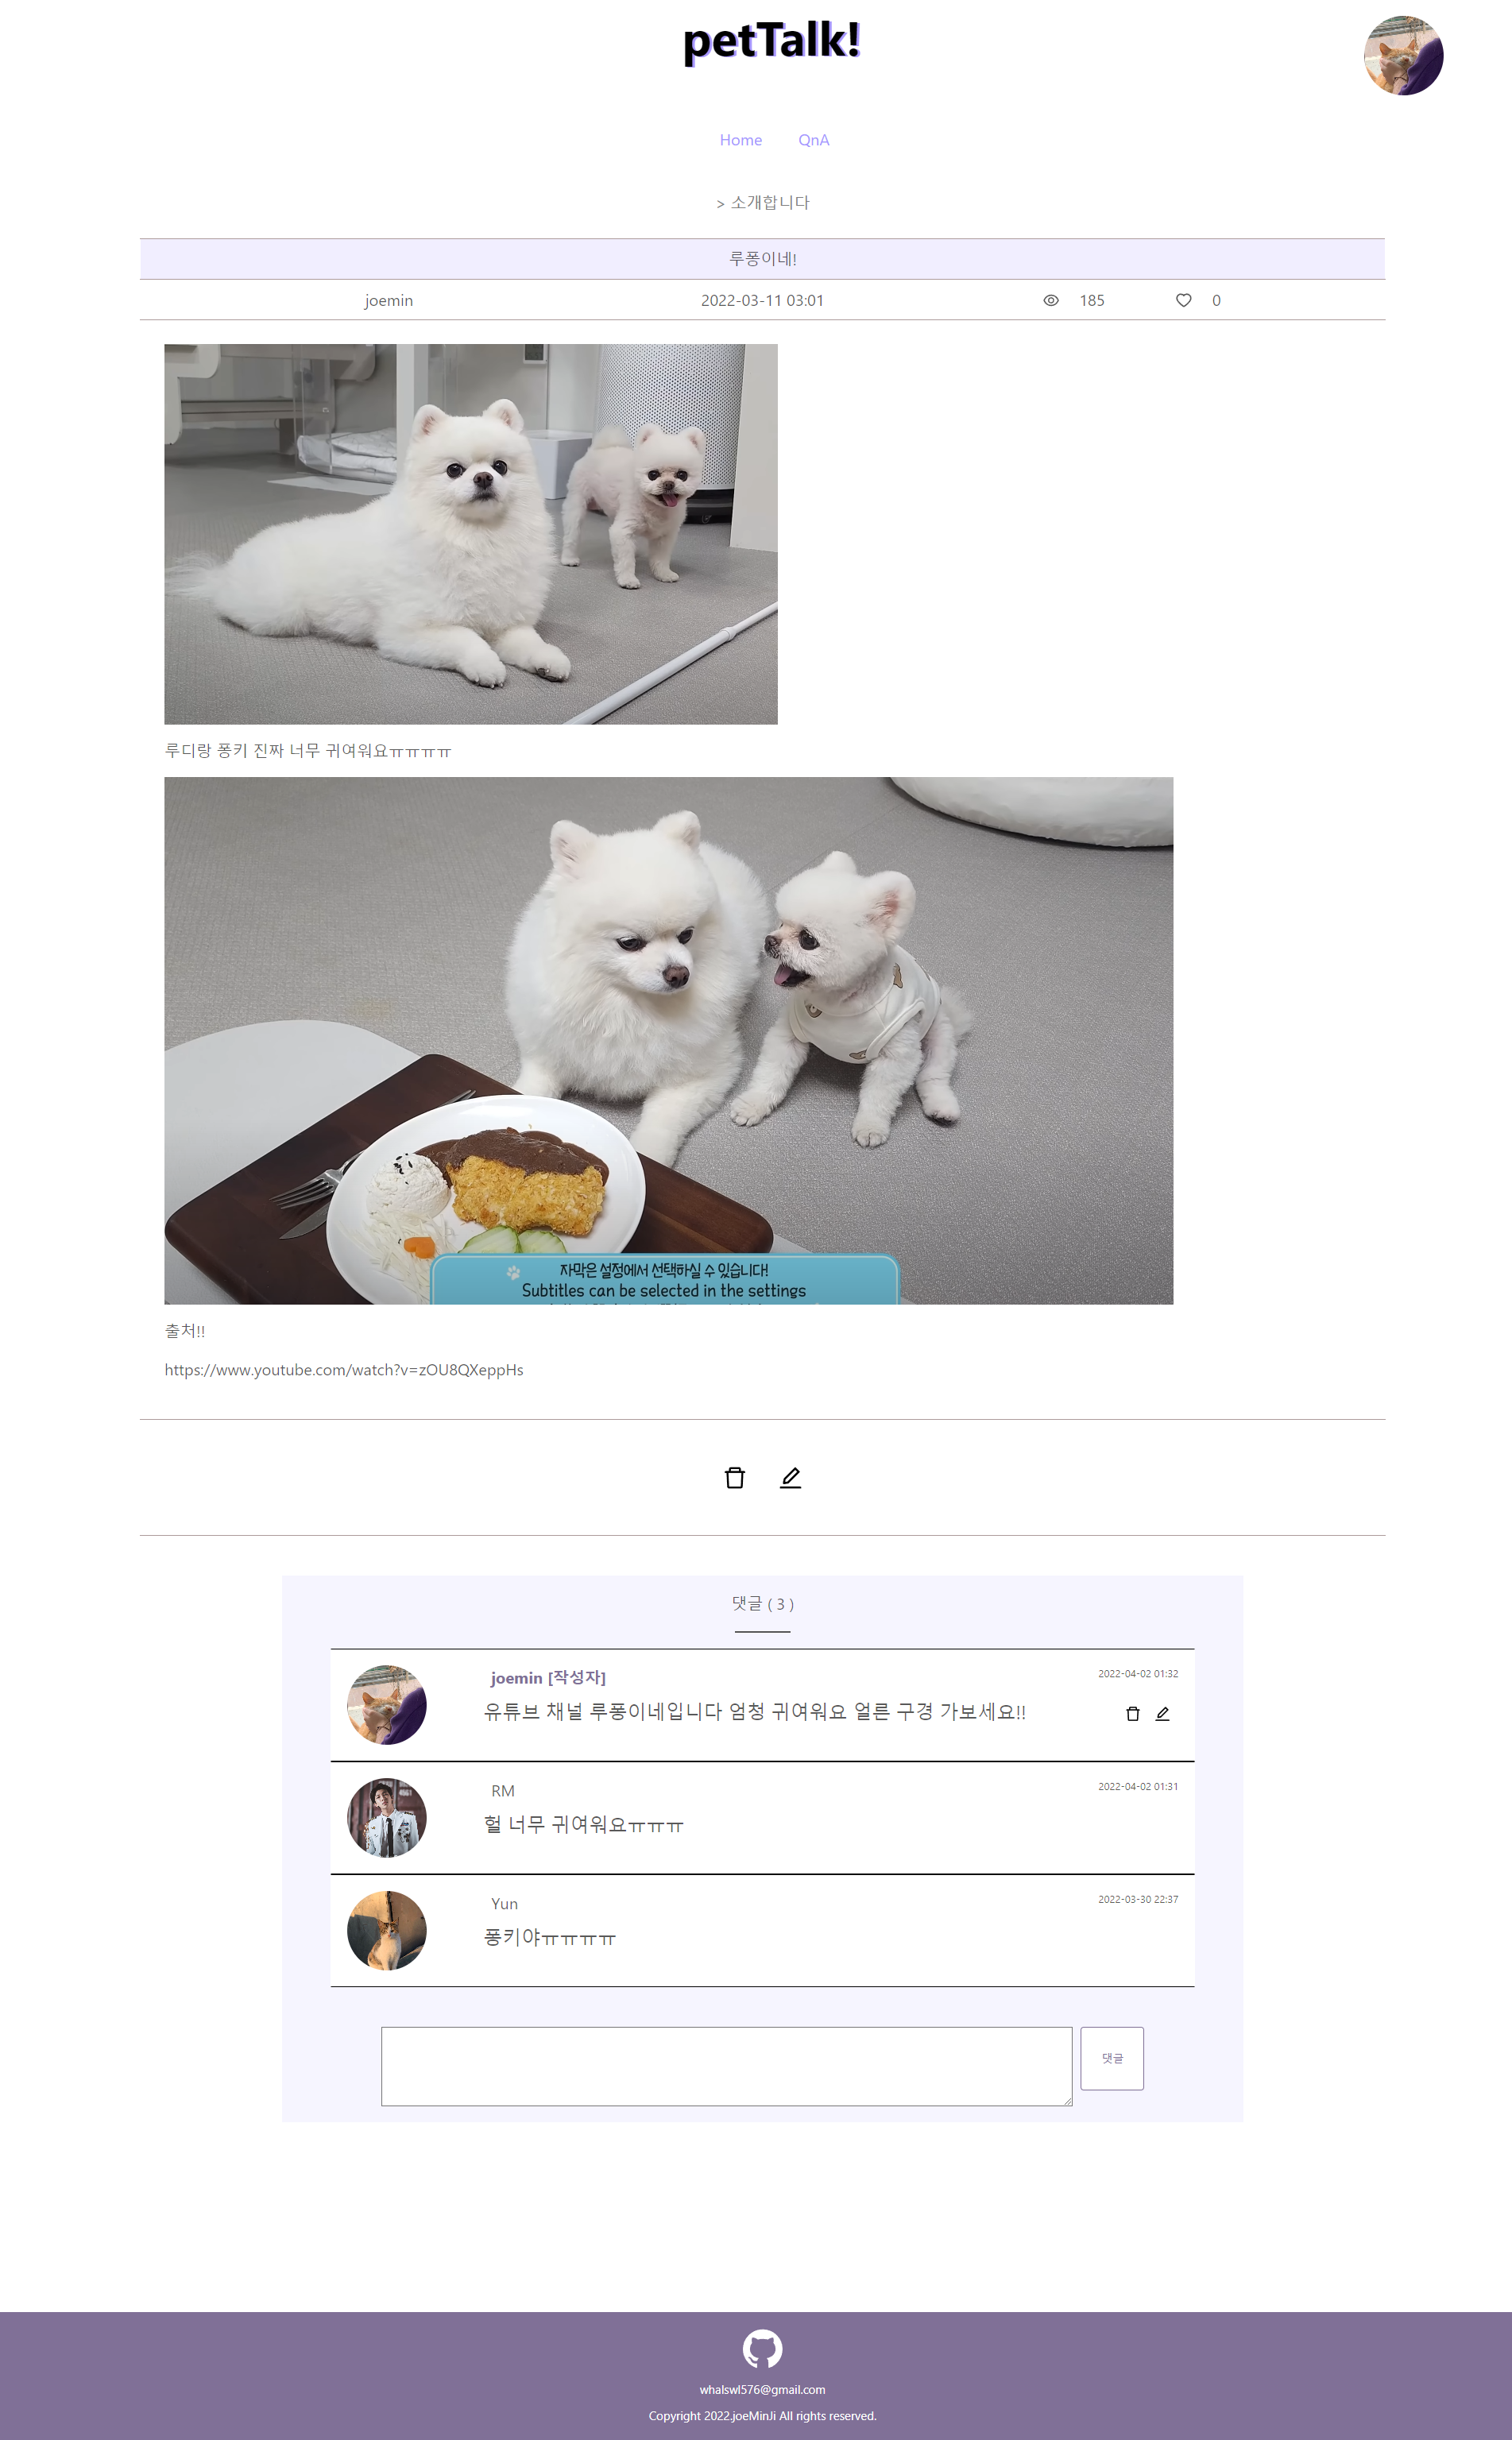 petTalk!
Home QnA
> 소개합니다
루퐁이네!
joemin 2022-03-11 03:01 185 0
루디랑 퐁키 진짜 너무 귀여워요ㅠㅠㅠㅠ
자막은 설정에서 선택하실 수 있습니다!
Subtitles can be selected in the settings
출처!!
https://www.youtube.com/watch?v=zOU8QXeppHs
댓글 ( 3 )
joemin [작성자] 2022-04-02 01:32
유튜브 채널 루퐁이네입니다 엄청 귀여워요 얼른 구경 가보세요!!
RM 2022-04-02 01:31
헐 너무 귀여워요ㅠㅠㅠ
Yun 2022-03-30 22:37
퐁키야ㅠㅠㅠㅠ
댓글
whalswl576@gmail.com
Copyright 2022.joeMinJi All rights reserved.